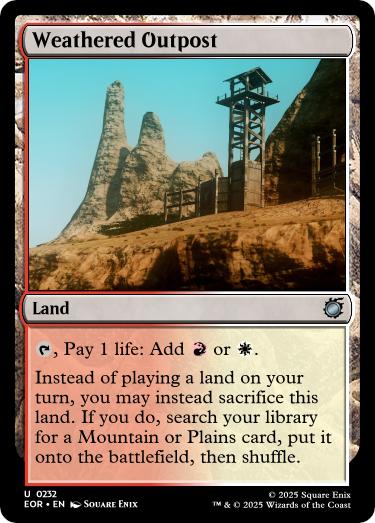 Weathered Outpost
Land
, Pay 1 life: Add or .
Instead of playing a land on your
turn, you may instead sacrifice this
land. If you do, search your library
for a Mountain or Plains card, put it
onto the battlefield, then shuffle.
U 0232
EOR • EN SQUARE ENIX
© 2025 Square Enix
™ & © 2025 Wizards of the Coast